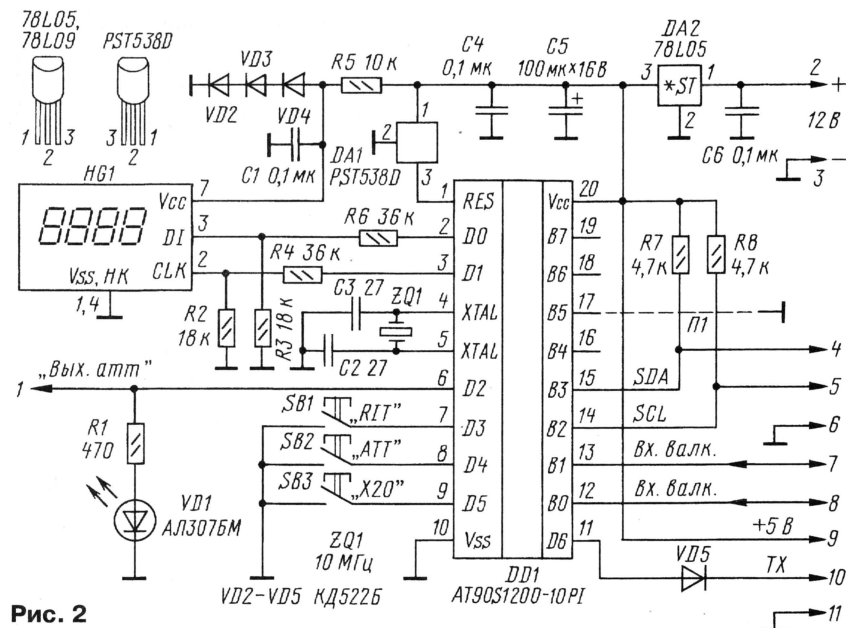 78L05,
78L09
PST538D
1 2 3
3 2 1
VD3
VD2
VD4
R5 10 к
C4
0,1 мк
C5
100 мк×16 В
DA2
78L05
3 *ST 1
2
2 +
12 В
3 −
C6 0,1 мк
C1 0,1 мк
DA1
PST538D
1
2
3
HG1
8888
Vcc 7
DI 3
CLK 2
Vss, НК
1,4
R6 36 к
R4 36 к
R2
18 к
R3 18 к
C3 27
ZQ1
C2 27
1 RES
2 D0
3 D1
4 XTAL
5 XTAL
6 D2
7 D3
8 D4
9 D5
10 Vss
Vcc 20
B7 19
B6 18
B5 17
B4 16
B3 15
B2 14
B1 13
B0 12
D6 11
R7
4,7 к
R8
4,7 к
П1
SDA
SCL
Вх. валк.
Вх. валк.
+5 В
VD5
TX
4
5
6
7
8
9
10
11
1 „Вых. атт"
R1
470
VD1
АЛ307БМ
SB1 „RIT"
SB2 „ATT"
SB3 „X20"
ZQ1
10 МГц
VD2-VD5 КД522Б
DD1
AT90S1200-10PI
Рис. 2